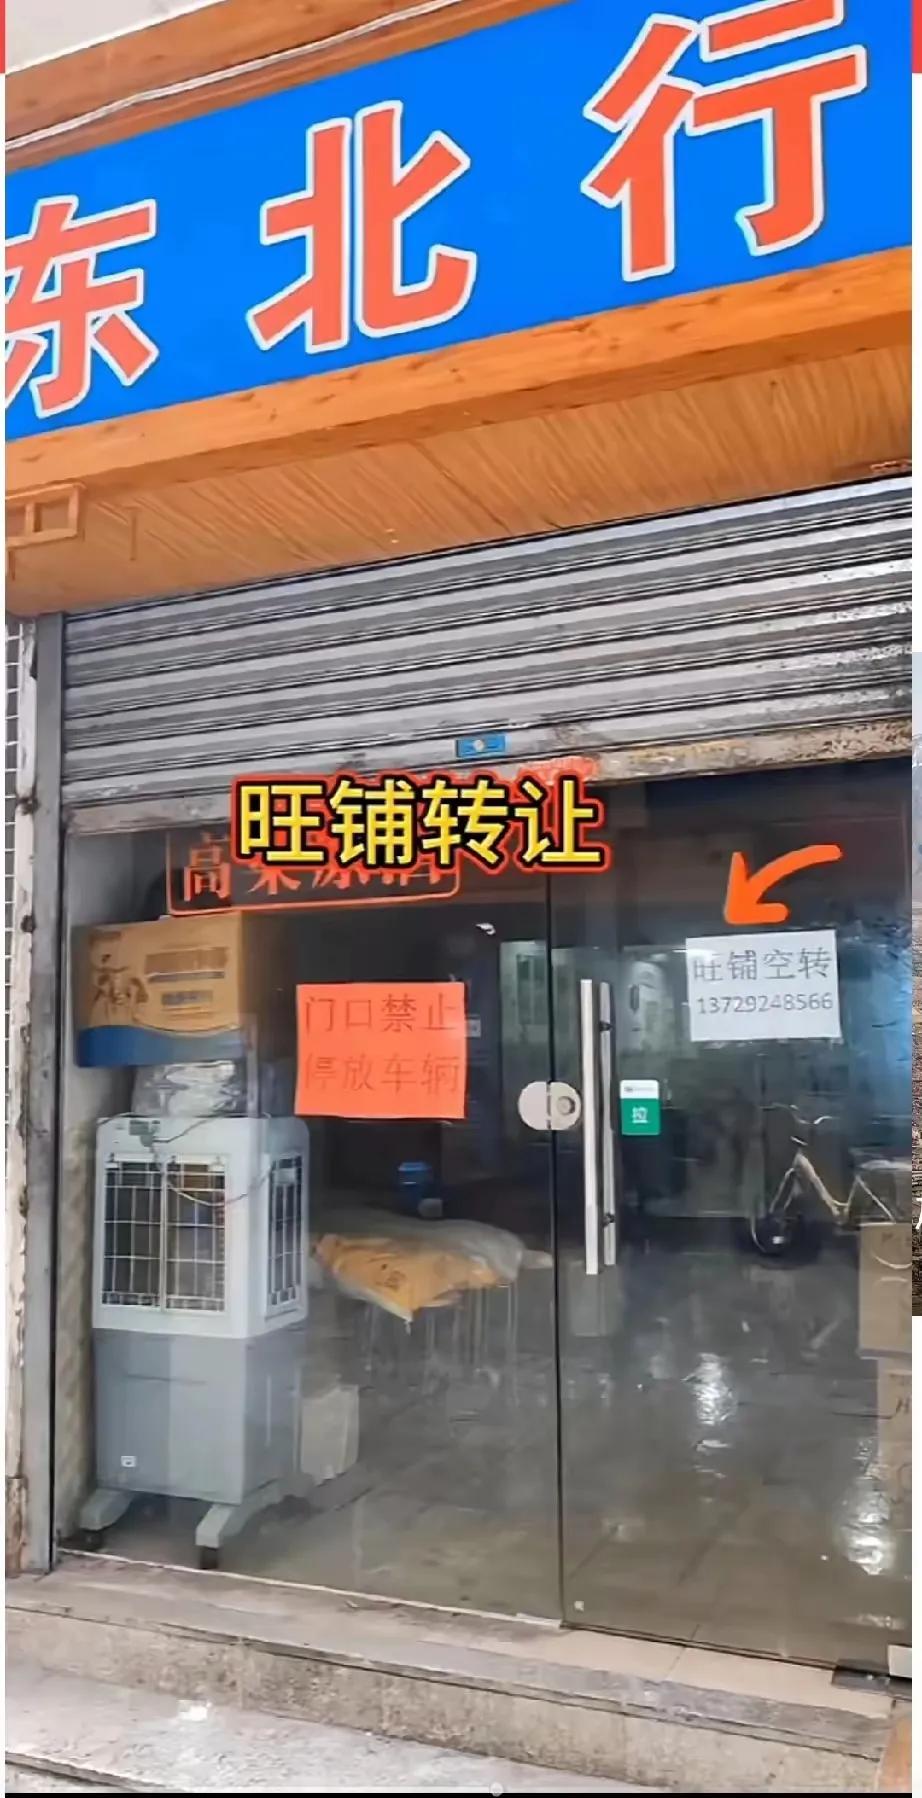 东北行
旺铺转让
旺铺空转
13729248566
门口禁止
停放车辆
拉